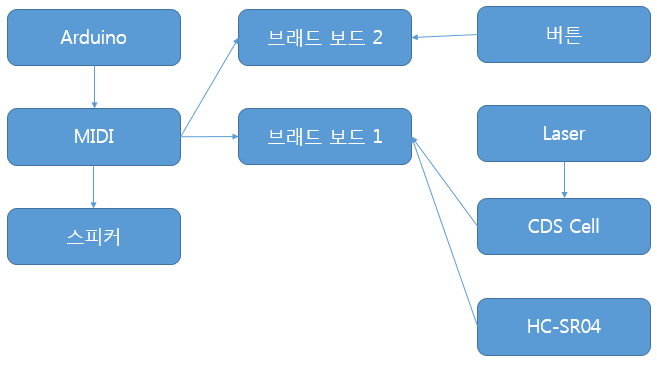 Arduino
브래드 보드 2
버튼
MIDI
브래드 보드 1
Laser
스피커
CDS Cell
HC-SR04